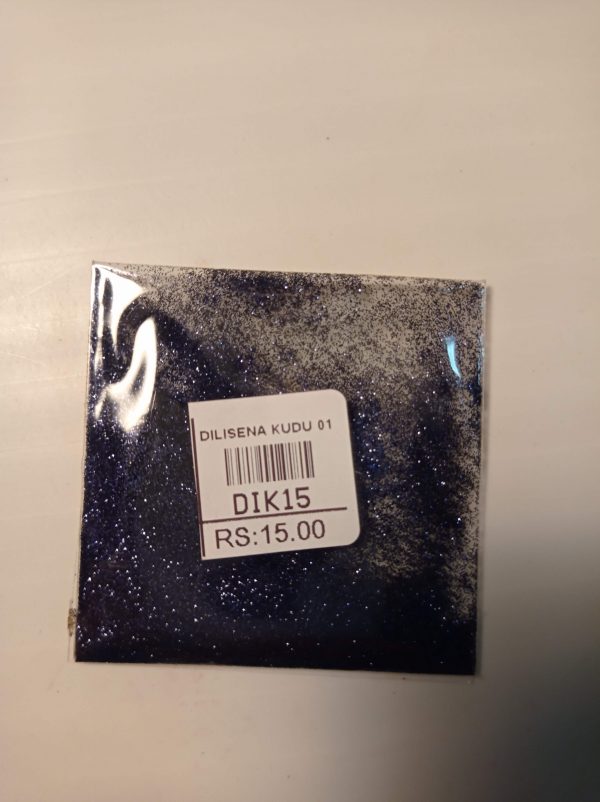 DILISENA KUDU 01
DIK15
RS:15.00